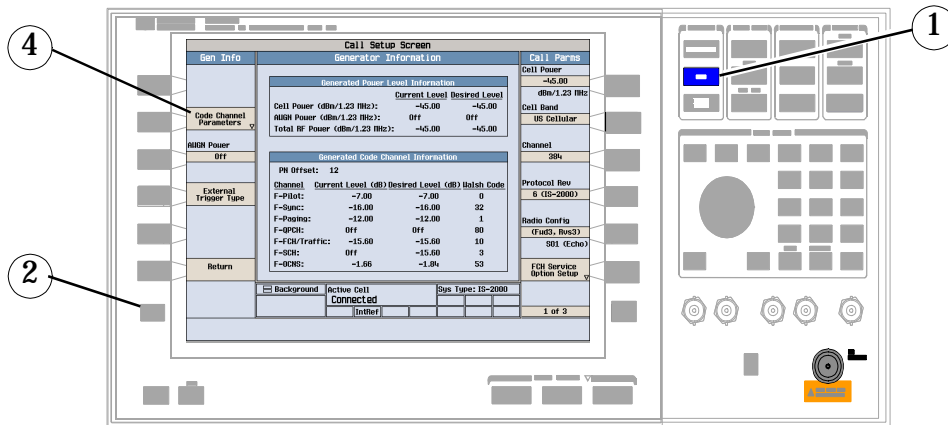 1
4
2
Call Setup Screen
Gen Info
Generator Information
Call Parms
Code Channel
Parameters
AWGN Power
Off
External
Trigger Type
Return
Generated Power Level Information
Current Level Desired Level
Cell Power (dBm/1.23 MHz): -45.00 -45.00
AWGN Power (dBm/1.23 MHz): Off Off
Total RF Power (dBm/1.23 MHz): -45.00 -45.00
Generated Code Channel Information
PN Offset: 12
Channel Current Level (dB) Desired Level (dB) Walsh Code
F-Pilot: -7.00 -7.00 0
F-Sync: -16.00 -16.00 32
F-Paging: -12.00 -12.00 1
F-QPCH: Off Off 80
F-FCH/Traffic: -15.60 -15.60 10
F-SCH: Off -15.60 3
F-OCNS: -1.66 -1.84 53
Cell Power
-45.00
dBm/1.23 MHz
Cell Band
US Cellular
Channel
384
Protocol Rev
6 (IS-2000)
Radio Config
(Fwd3, Rvs3)
SO1 (Echo)
FCH Service
Option Setup
1 of 3
Background
Active Cell
Connected
Sys Type: IS-2000
IntRef